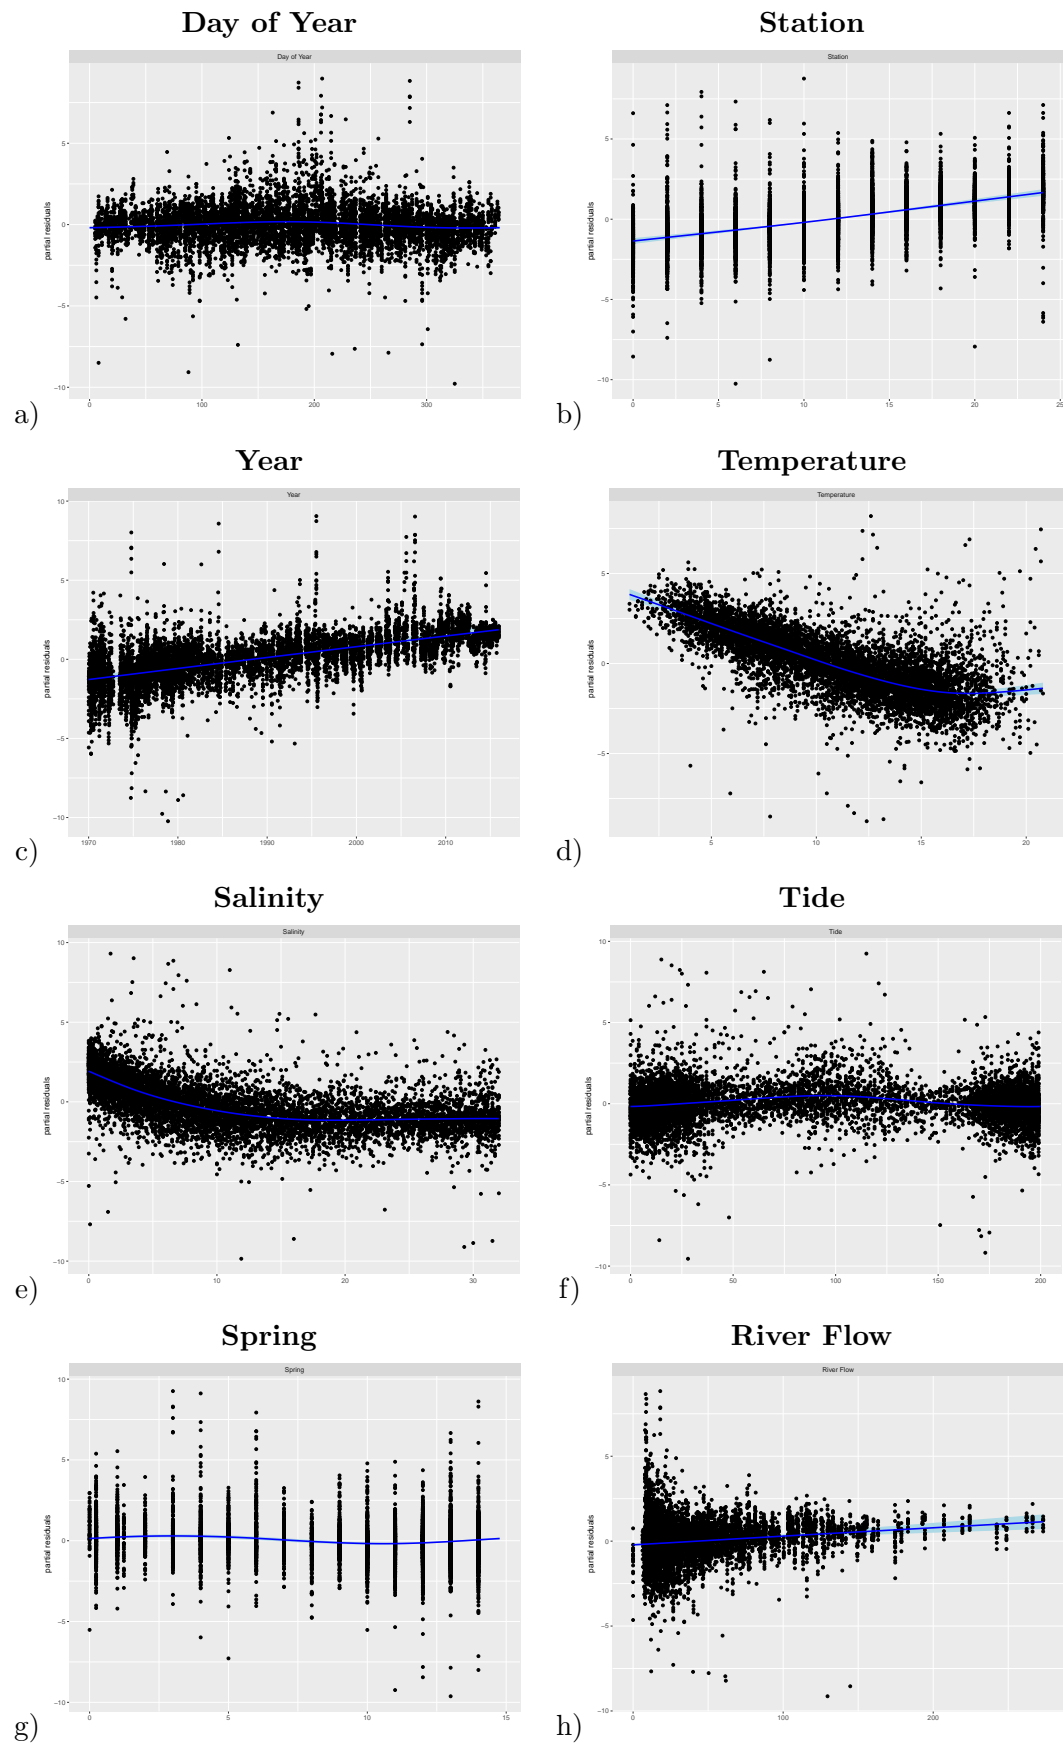 Day of Year
Station
Day of Year
Station
partial residuals
5
0
−5
−10
0
100
200
300
partial residuals
5
0
−5
−10
0
5
10
15
20
25
a)
b)
Year
Temperature
Year
Temperature
partial residuals
10
5
0
−5
−10
1970
1980
1990
2000
2010
partial residuals
5
0
−5
5
10
15
20
c)
d)
Salinity
Tide
Salinity
Tide
partial residuals
10
5
0
−5
−10
0
10
20
30
partial residuals
10
5
0
−5
−10
0
50
100
150
200
e)
f)
Spring
River Flow
Spring
River Flow
partial residuals
10
5
0
−5
−10
0
5
10
15
partial residuals
5
0
−5
−10
0
100
200
g)
h)